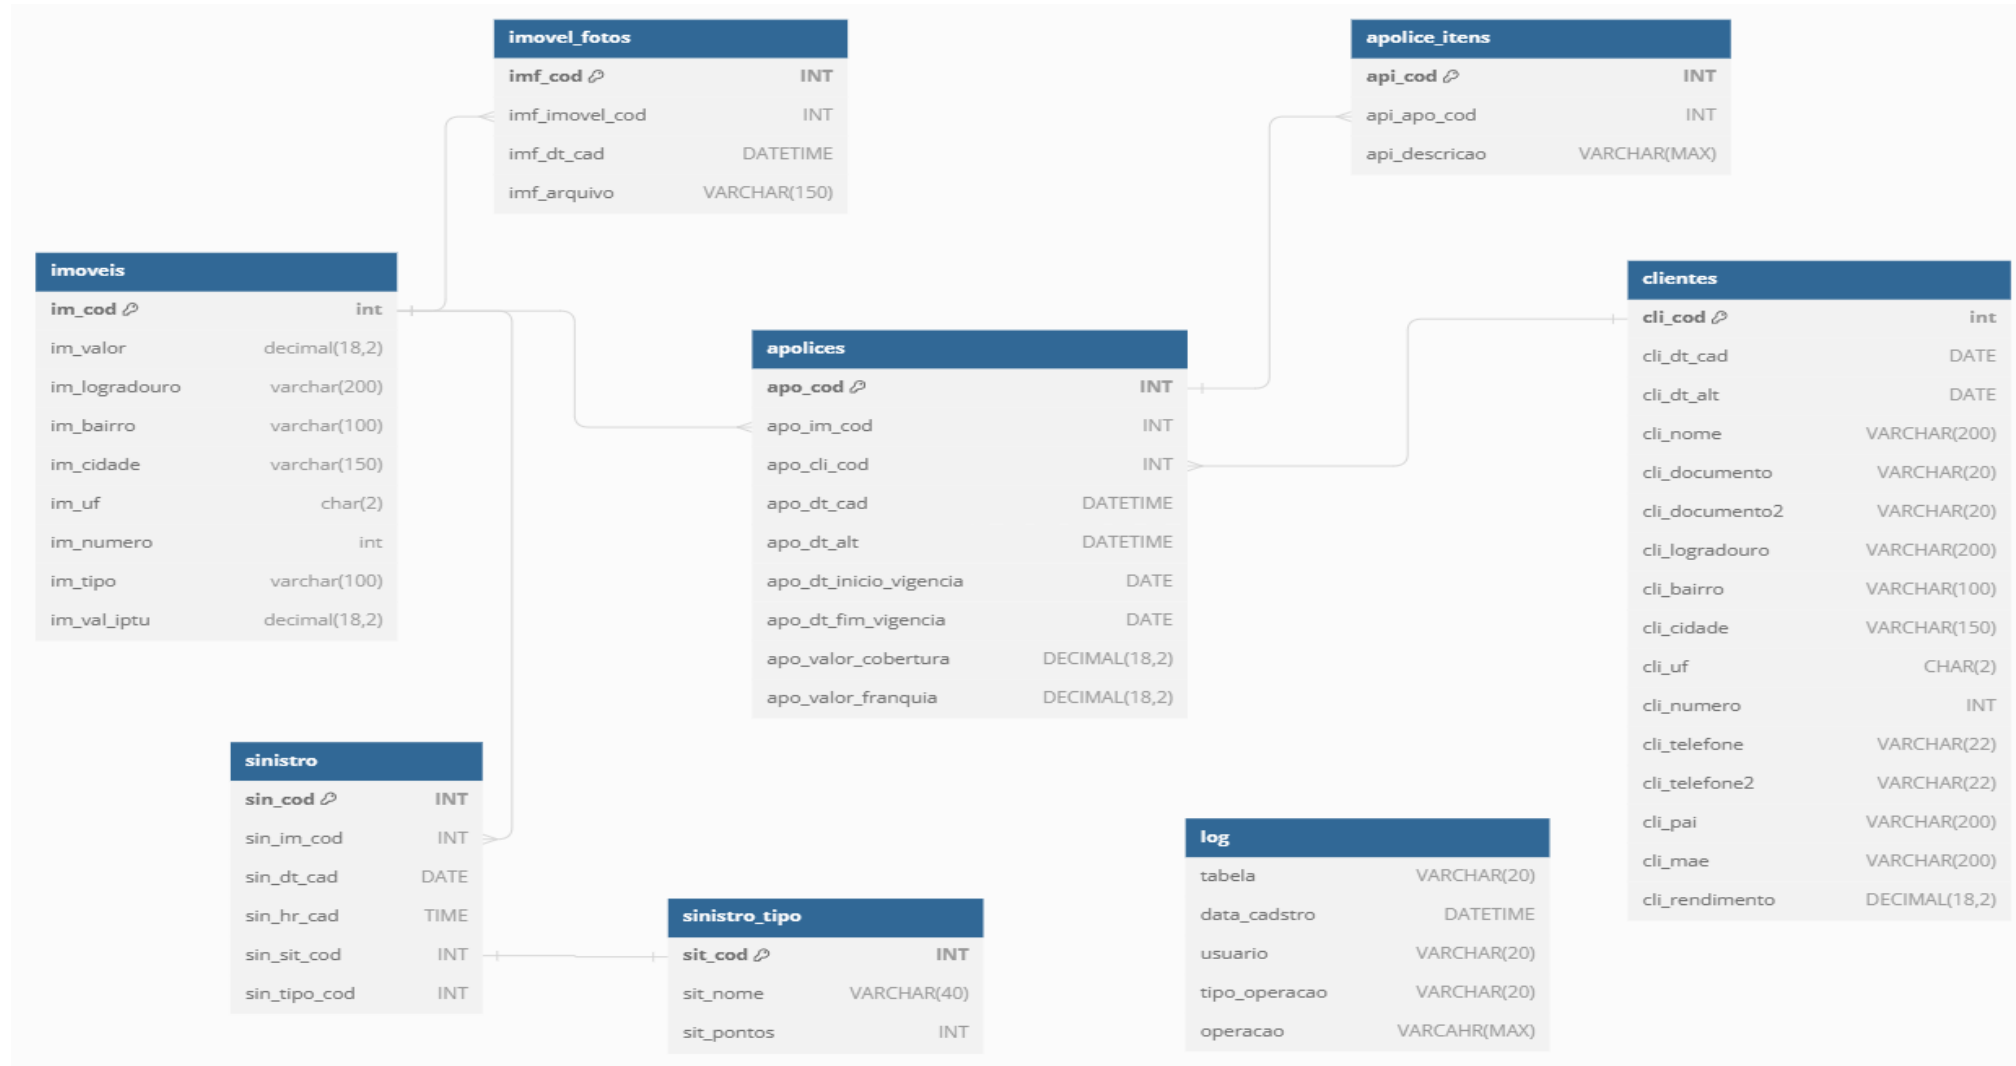 imovel_fotos
imf_cod INT
imf_imovel_cod INT
imf_dt_cad DATETIME
imf_arquivo VARCHAR(150)
apolice_itens
api_cod INT
api_apo_cod INT
api_descricao VARCHAR(MAX)
imoveis
im_cod int
im_valor decimal(18,2)
im_logradouro varchar(200)
im_bairro varchar(100)
im_cidade varchar(150)
im_uf char(2)
im_numero int
im_tipo varchar(100)
im_val_iptu decimal(18,2)
apolices
apo_cod INT
apo_im_cod INT
apo_cli_cod INT
apo_dt_cad DATETIME
apo_dt_alt DATETIME
apo_dt_inicio_vigencia DATE
apo_dt_fim_vigencia DATE
apo_valor_cobertura DECIMAL(18,2)
apo_valor_franquia DECIMAL(18,2)
clientes
cli_cod int
cli_dt_cad DATE
cli_dt_alt DATE
cli_nome VARCHAR(200)
cli_documento VARCHAR(20)
cli_documento2 VARCHAR(20)
cli_logradouro VARCHAR(200)
cli_bairro VARCHAR(100)
cli_cidade VARCHAR(150)
cli_uf CHAR(2)
cli_numero INT
cli_telefone VARCHAR(22)
cli_telefone2 VARCHAR(22)
cli_pai VARCHAR(200)
cli_mae VARCHAR(200)
cli_rendimento DECIMAL(18,2)
sinistro
sin_cod INT
sin_im_cod INT
sin_dt_cad DATE
sin_hr_cad TIME
sin_sit_cod INT
sin_tipo_cod INT
sinistro_tipo
sit_cod INT
sit_nome VARCHAR(40)
sit_pontos INT
log
tabela VARCHAR(20)
data_cadstro DATETIME
usuario VARCHAR(20)
tipo_operacao VARCHAR(20)
operacao VARCAHR(MAX)